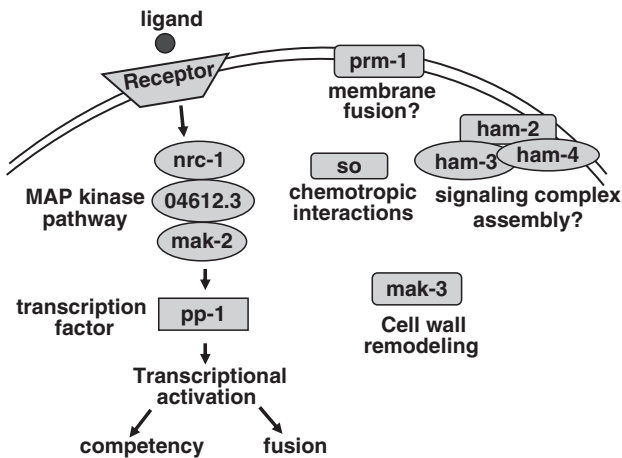 ligand
Receptor
prm-1
membrane
fusion?
ham-2
ham-3
ham-4
signaling complex
assembly?
nrc-1
04612.3
mak-2
MAP kinase
pathway
so
chemotropic
interactions
mak-3
Cell wall
remodeling
transcription
factor
pp-1
Transcriptional
activation
competency
fusion